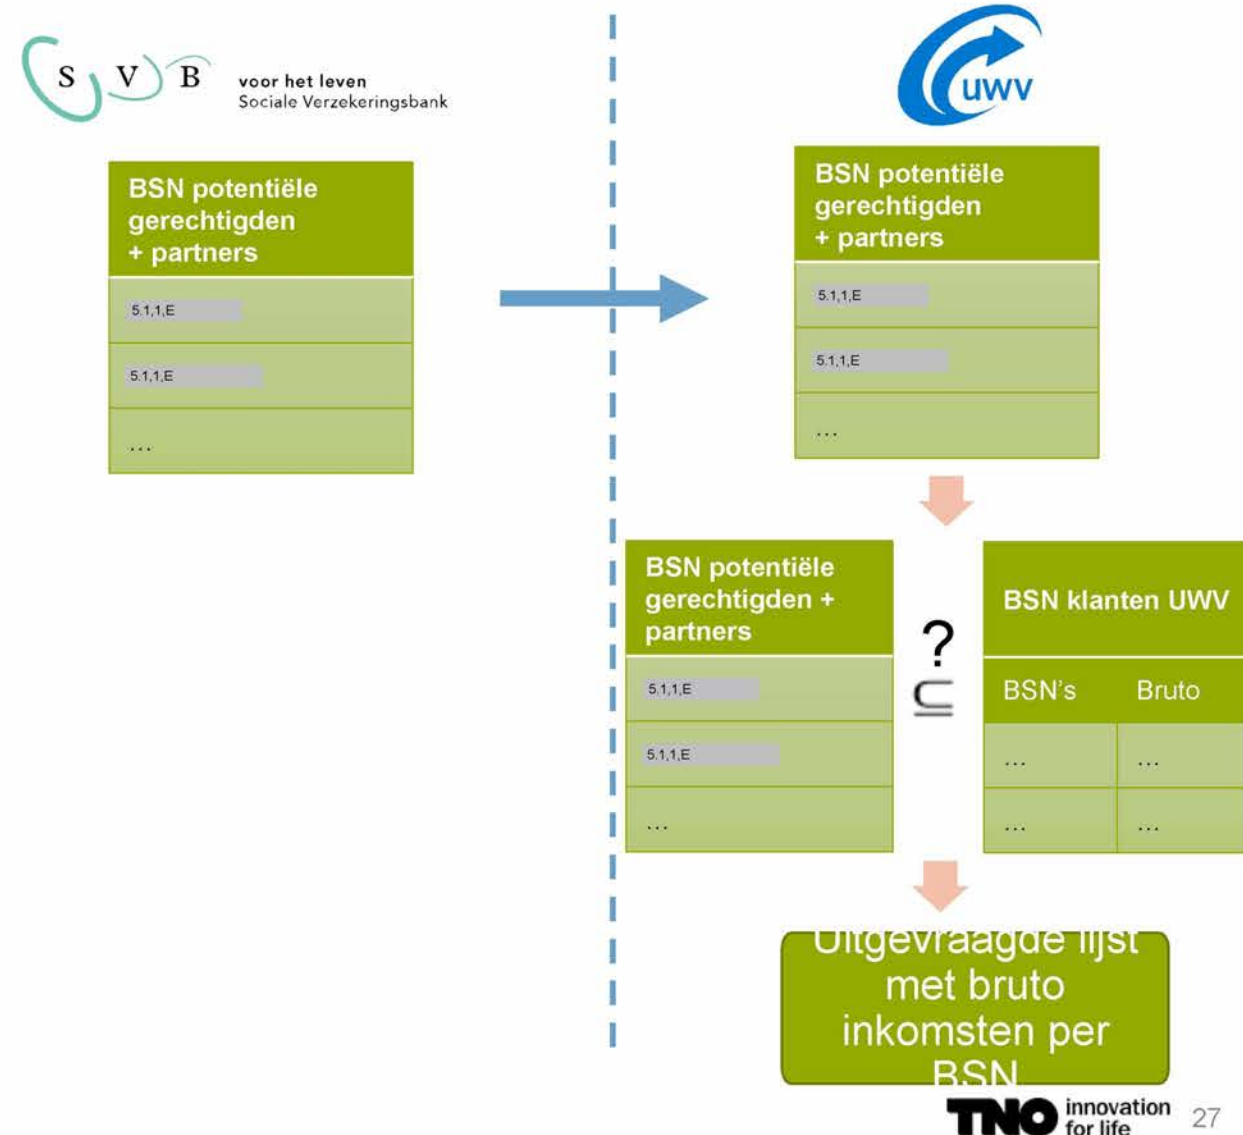 S V B
voor het leven
Sociale Verzekeringsbank
BSN potentiële
gerechtigden
+ partners
5.1,1,E
5.1,1,E
...
UWV
BSN potentiële
gerechtigden
+ partners
5.1,1,E
5.1,1,E
...
BSN potentiële
gerechtigden +
partners
5.1,1,E
5.1,1,E
...
?
⊆
BSN klanten UWV
BSN's Bruto
... ...
... ...
Uitgevraagde lijst
met bruto
inkomsten per
BSN
TNO innovation
for life
27